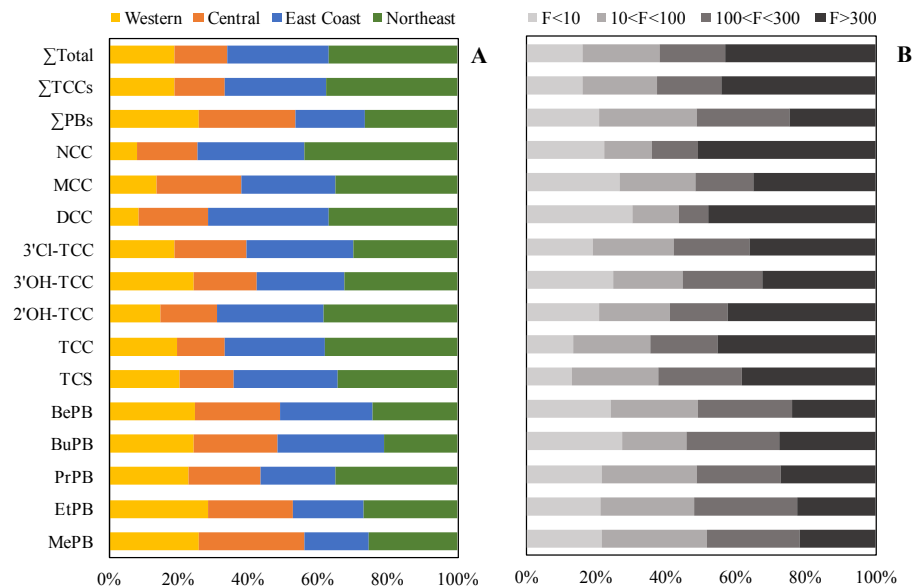 Western Central East Coast Northeast
F<10 10<F<100 100<F<300 F>300
A
B
∑Total
∑TCCs
∑PBs
NCC
MCC
DCC
3'Cl-TCC
3'OH-TCC
2'OH-TCC
TCC
TCS
BePB
BuPB
PrPB
EtPB
MePB
0% 20% 40% 60% 80% 100%
0% 20% 40% 60% 80% 100%